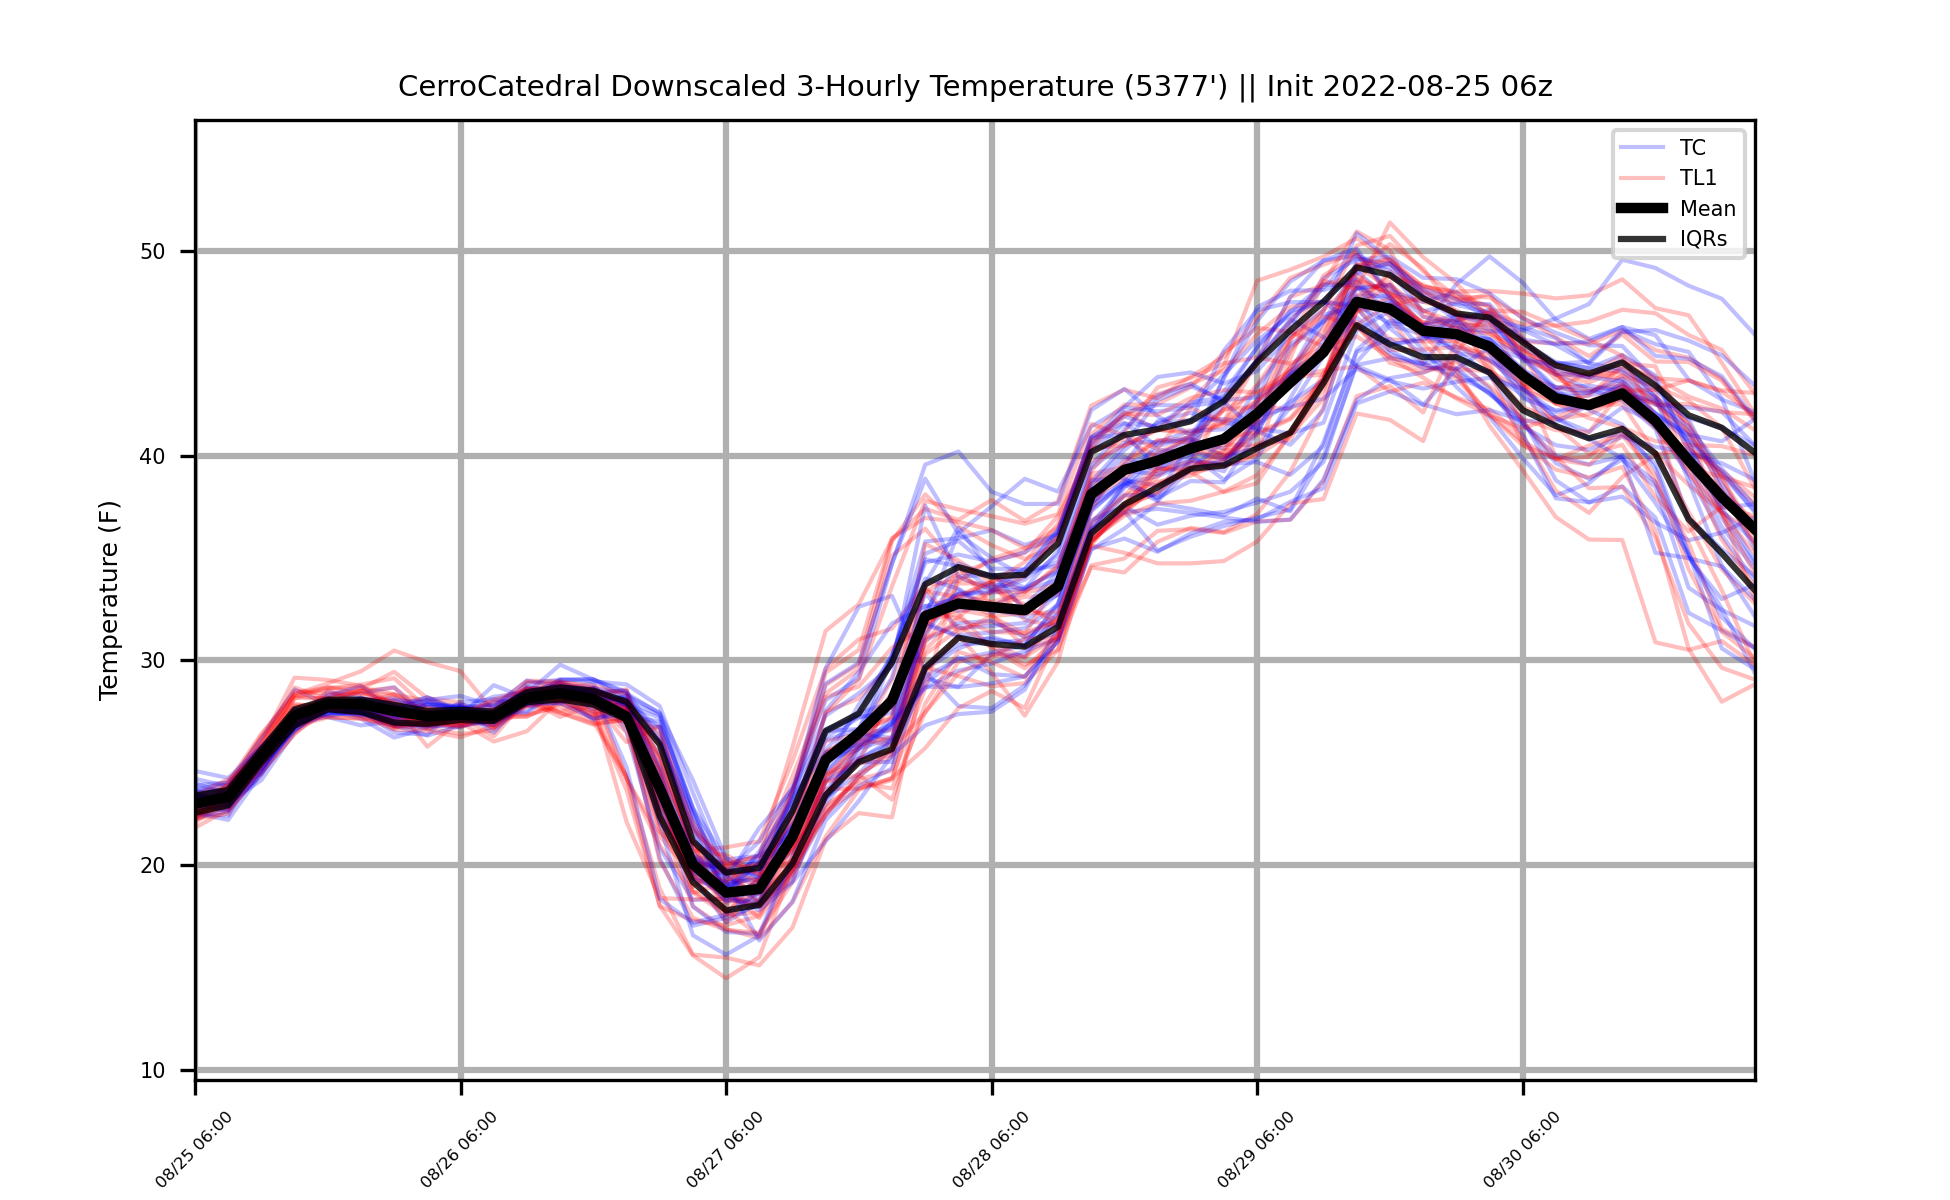 CerroCatedral Downscaled 3-Hourly Temperature (5377') || Init 2022-08-25 06z
TC
TL1
Mean
IQRs
Temperature (F)
50
40
30
20
10
08/25 06:00
08/26 06:00
08/27 06:00
08/28 06:00
08/29 06:00
08/30 06:00